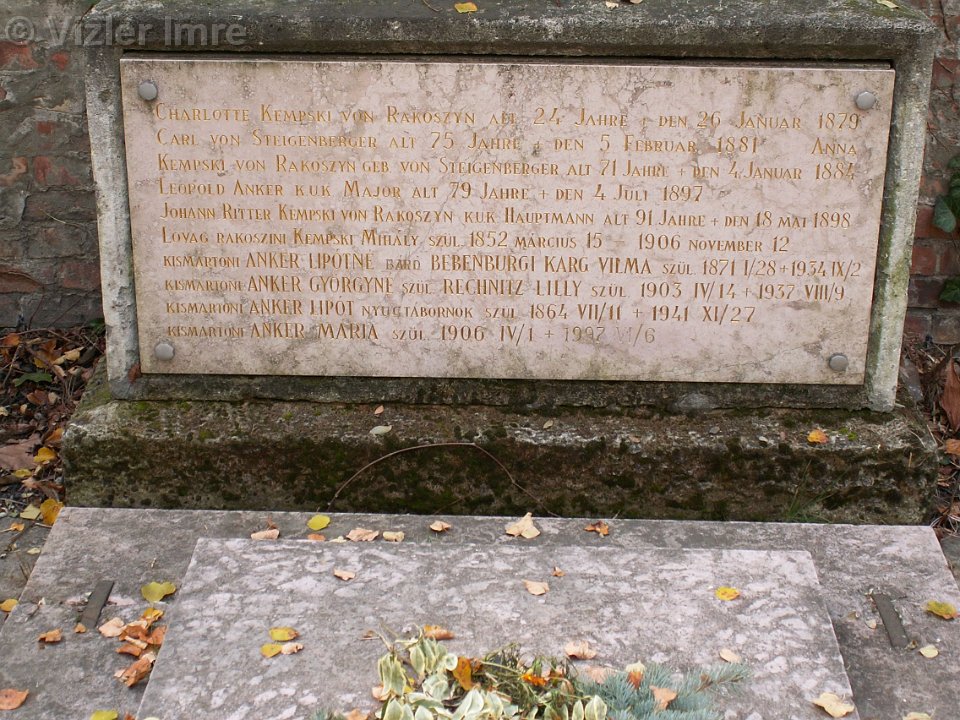 © Vizler Imre
CHARLOTTE KEMPSKI VON RAKOSZYN ALT 24 JAHRE + DEN 26 JANUAR 1879
CARL VON STEIGENBERGER ALT 75 JAHRE + DEN 5 FEBRUAR 1881 ANNA
KEMPSKI VON RAKOSZYN GEB. VON STEIGENBERGER ALT 71 JAHRE + DEN 4. JANUAR 1884
LEOPOLD ANKER K.U.K. MAJOR ALT 79 JAHRE + DEN 4 JULI 1897
JOHANN RITTER KEMPSKI VON RAKOSZYN K.U.K. HAUPTMANN ALT 91 JAHRE + DEN 18 MAI 1898
LOVAG RAKOSZINI KEMPSKI MIHÁLY SZÜL 1852 MÁRCIUS 15 – 1906 NOVEMBER 12
KISMARTONI ANKER LIPÓTNÉ BÁRÓ BEBENBURGI KARG VILMA SZÜL 1871 I/28 + 1934 IX/2
KISMARTONI ANKER GYÖRGYNÉ SZÜL RECHNITZ LILLY SZÜL 1903 IV/14 + 1937 VIII/9
KISMARTONI ANKER LIPÓT NYUG.TÁBORNOK SZÜL 1864 VII/11 + 1941 XI/27
KISMARTONI ANKER MÁRIA SZÜL 1906 IV/1 + 1997 VI/6